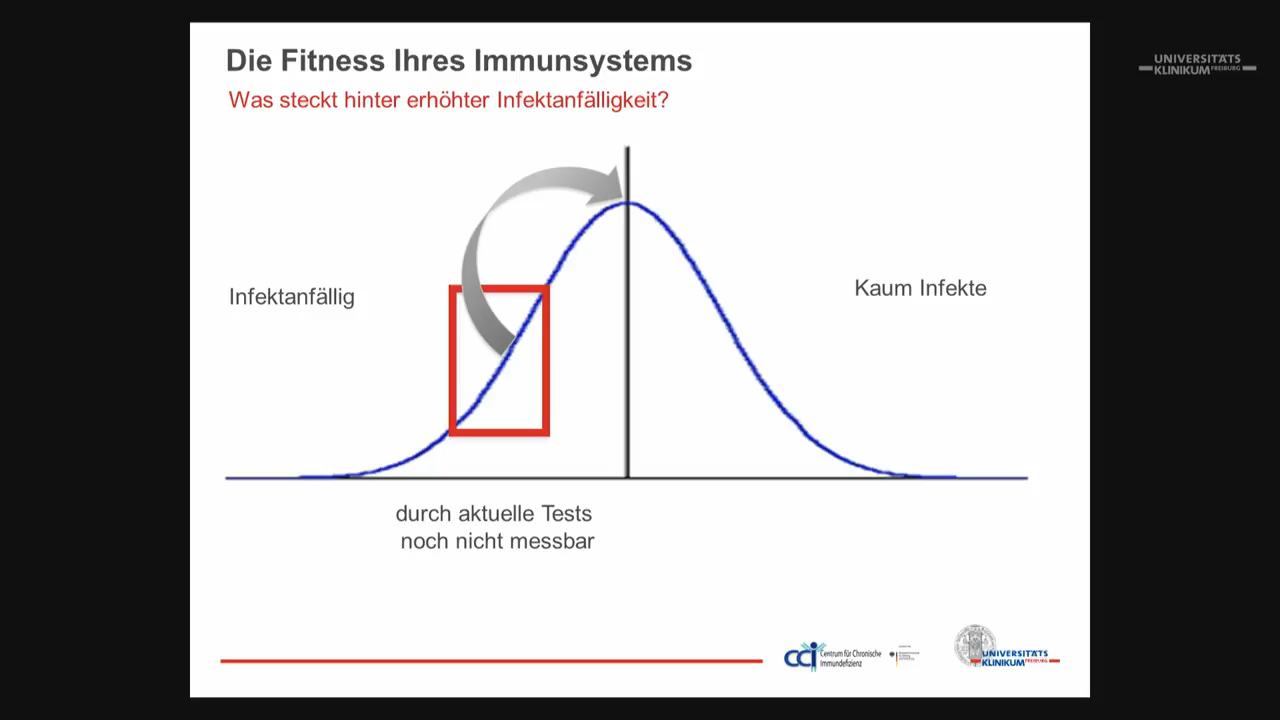 Die Fitness Ihres Immunsystems
Was steckt hinter erhöhter Infektanfälligkeit?
UNIVERSITÄTS
KLINIKUM FREIBURG
Infektanfällig
Kaum Infekte
durch aktuelle Tests
noch nicht messbar
cci Centrum für Chronische
Immundefizienz
UNIVERSITÄTS
KLINIKUM FREIBURG